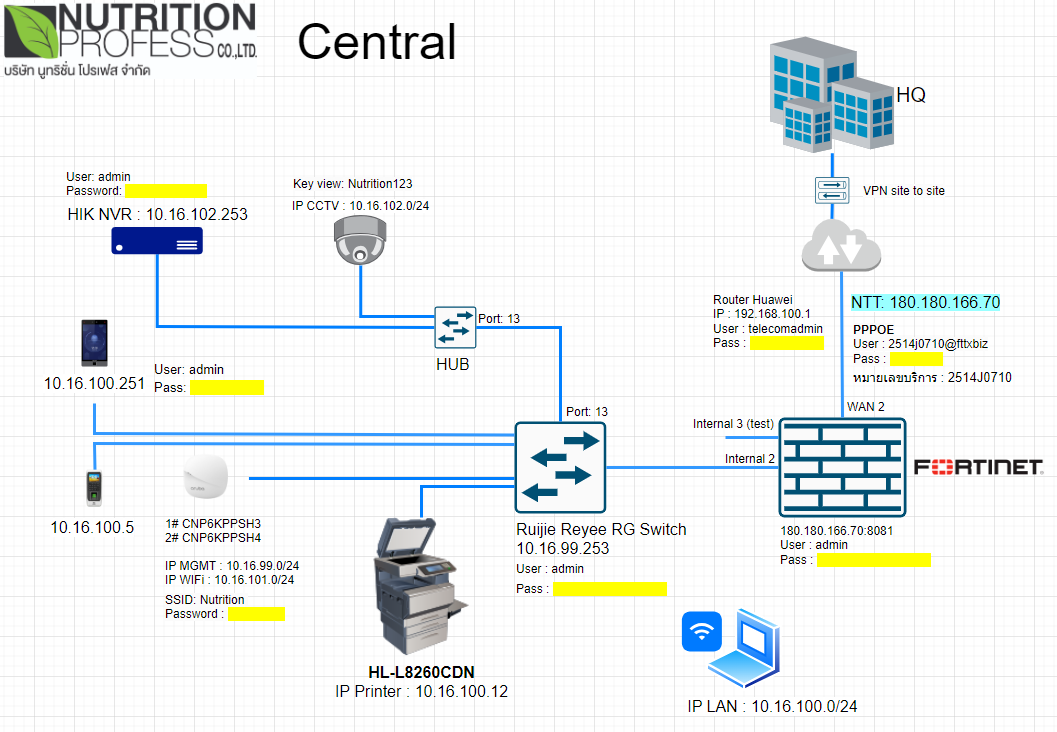 NUTRITION
PROFESS CO.,LTD.
บริษัท นูทริชั่น โปรเฟส จำกัด
Central
HQ
VPN site to site
User: admin
Password:
HIK NVR : 10.16.102.253
Key view: Nutrition123
IP CCTV : 10.16.102.0/24
Port: 13
HUB
Router Huawei
IP : 192.168.100.1
User : telecomadmin
Pass :
NTT: 180.180.166.70
PPPOE
User : 2514j0710@fttxbiz
Pass :
หมายเลขบริการ : 2514J0710
10.16.100.251
User: admin
Pass:
Port: 13
WAN 2
Internal 3 (test)
Internal 2
FORTINET
10.16.100.5
1# CNP6KPPSH3
2# CNP6KPPSH4
IP MGMT : 10.16.99.0/24
IP WIFi : 10.16.101.0/24
SSID: Nutrition
Password :
Ruijie Reyee RG Switch
10.16.99.253
User : admin
Pass :
180.180.166.70:8081
User : admin
Pass :
HL-L8260CDN
IP Printer : 10.16.100.12
IP LAN : 10.16.100.0/24